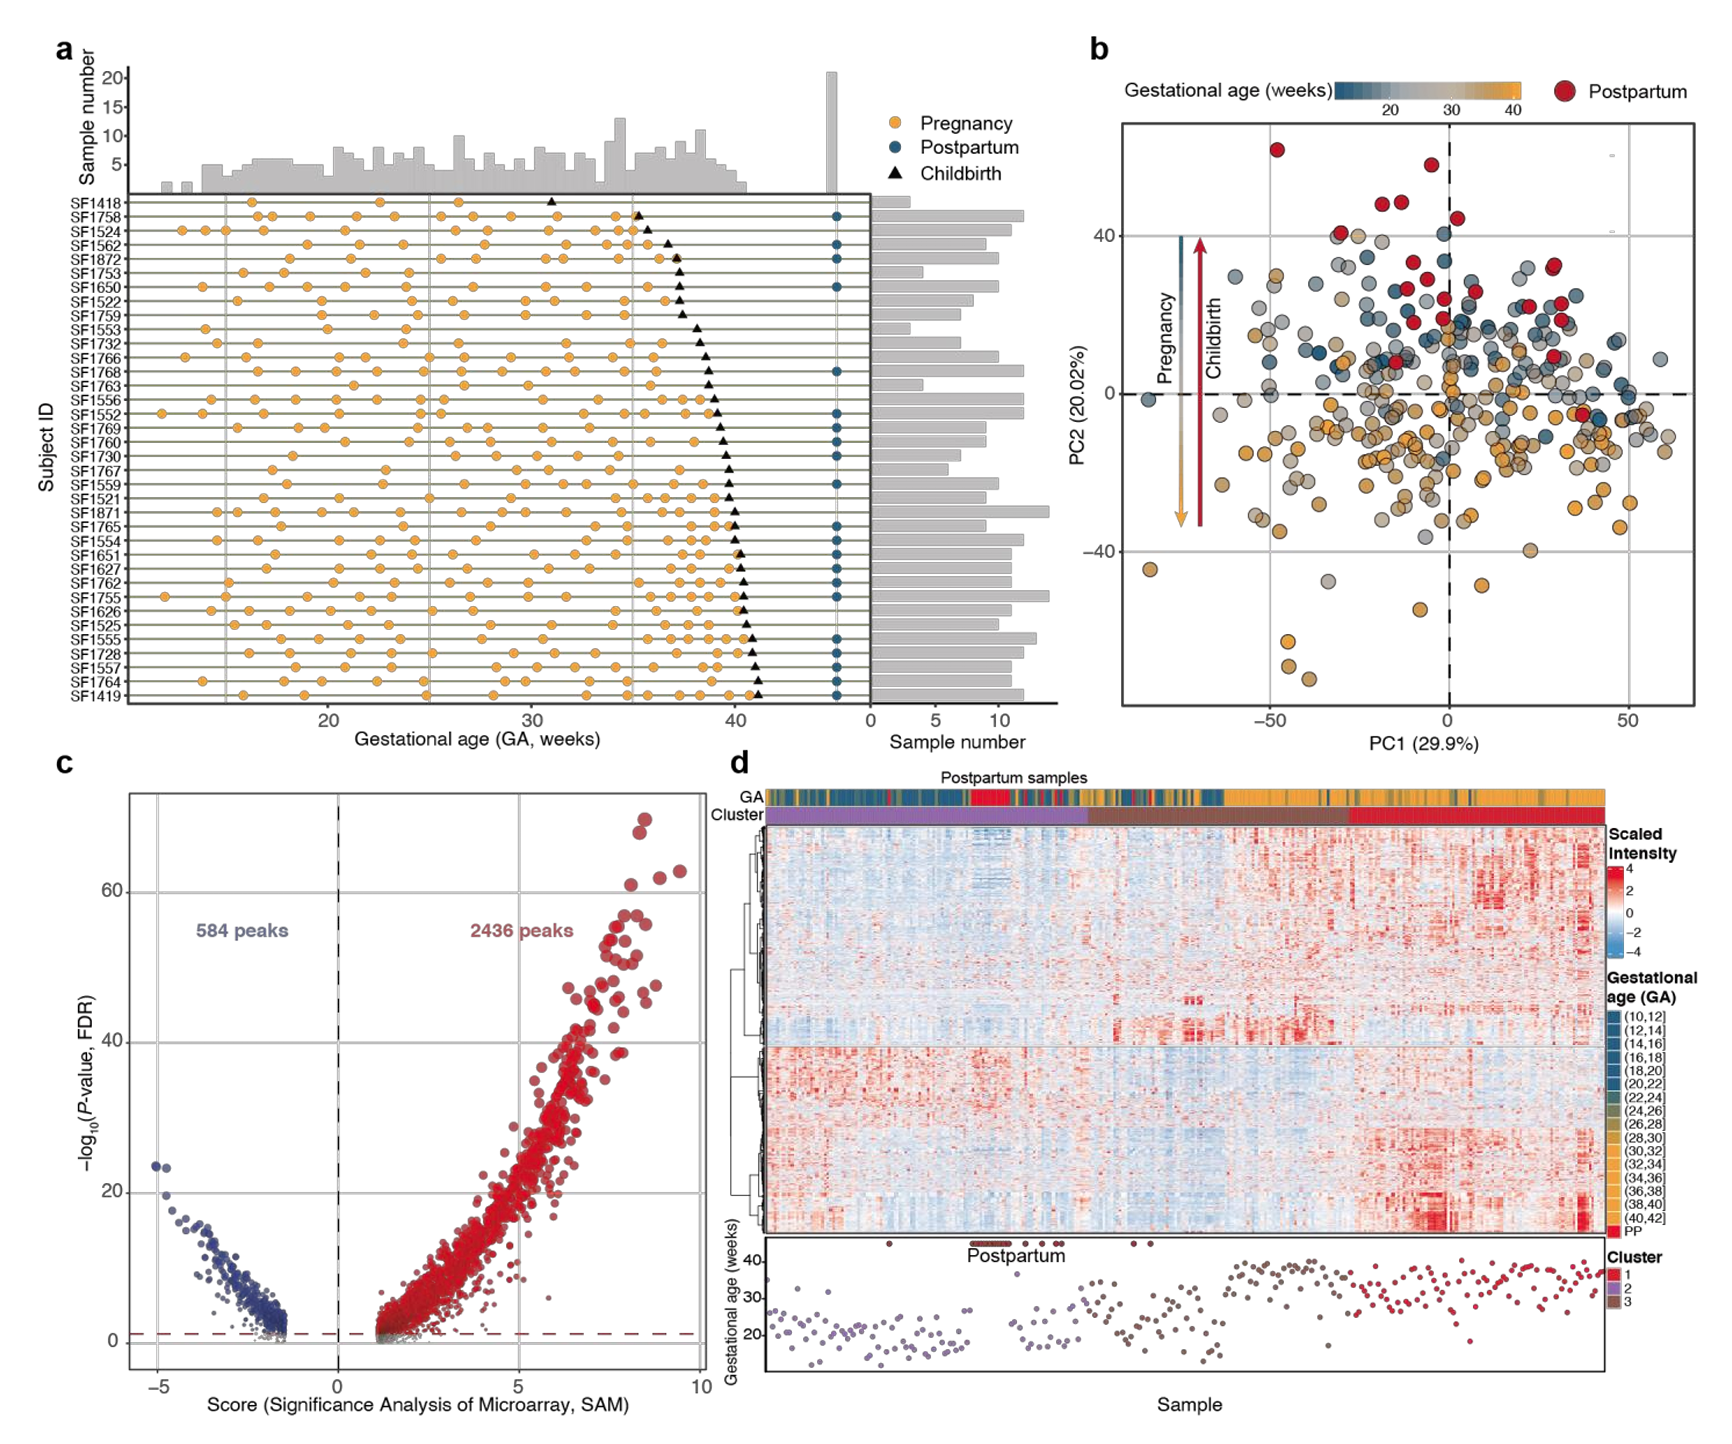 a
Sample number
20
15
10
5
Pregnancy
Postpartum
Childbirth
Subject ID
SF1418
SF1758
SF1524
SF1562
SF1872
SF1753
SF1650
SF1522
SF1759
SF1553
SF1732
SF1766
SF1768
SF1763
SF1556
SF1552
SF1769
SF1760
SF1730
SF1767
SF1559
SF1521
SF1871
SF1765
SF1554
SF1651
SF1627
SF1762
SF1755
SF1626
SF1525
SF1555
SF1728
SF1557
SF1764
SF1419
20 30 40
Gestational age (GA, weeks)
0 5 10
Sample number
b
Gestational age (weeks)
20 30 40
Postpartum
PC2 (20.02%)
40
0
−40
Pregnancy
Childbirth
−50 0 50
PC1 (29.9%)
c
−log10(P-value, FDR)
60
40
20
0
584 peaks
2436 peaks
−5 0 5 10
Score (Significance Analysis of Microarray, SAM)
d
Postpartum samples
GA
Cluster
Scaled
intensity
4
2
0
−2
−4
Gestational
age (GA)
(10,12]
(12,14]
(14,16]
(16,18]
(18,20]
(20,22]
(22,24]
(24,26]
(26,28]
(28,30]
(30,32]
(32,34]
(34,36]
(36,38]
(38,40]
(40,42]
PP
Cluster
1
2
3
Gestational age (weeks)
40
30
20
Postpartum
Sample